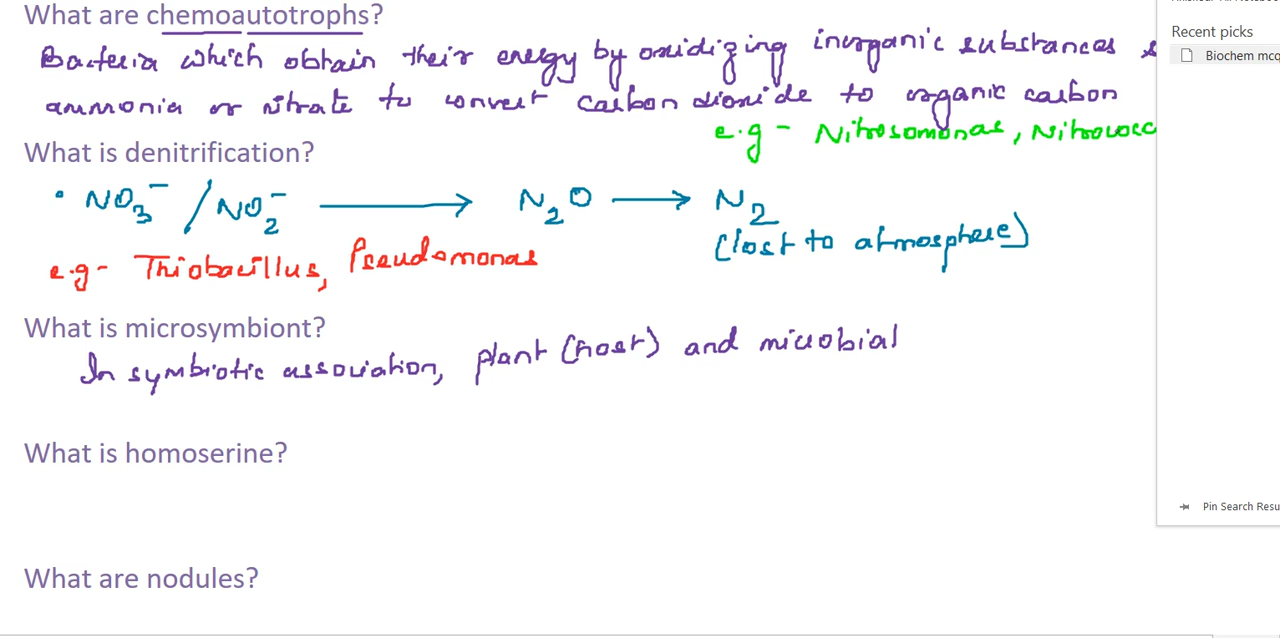 What are chemoautotrophs?
Bacteria which obtain their energy by oxidizing inorganic substances
ammonia or nitrate to convert carbon dioxide to organic carbon
e.g - Nitrosomonas, Nitrococc
What is denitrification?
• NO3- / NO2- → N2O → N2
(lost to atmosphere)
e.g - Thiobacillus, Pseudomonas
What is microsymbiont?
In symbiotic association, plant (host) and microbial
What is homoserine?
What are nodules?
Recent picks
Biochem mcq
Pin Search Resu